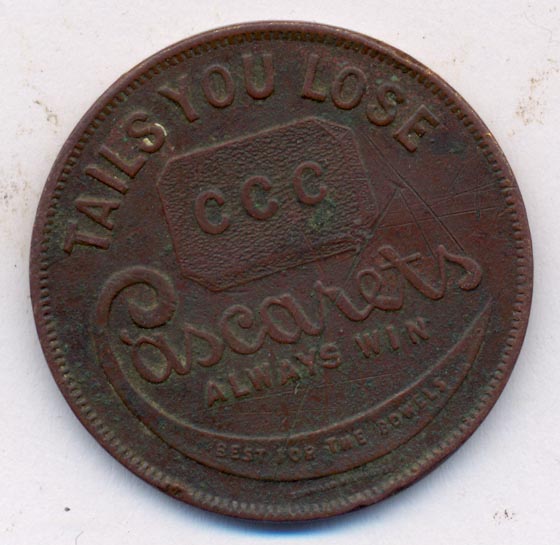 TAILS YOU LOSE
CCC
Cascarets
ALWAYS WIN
BEST FOR THE BOWELS